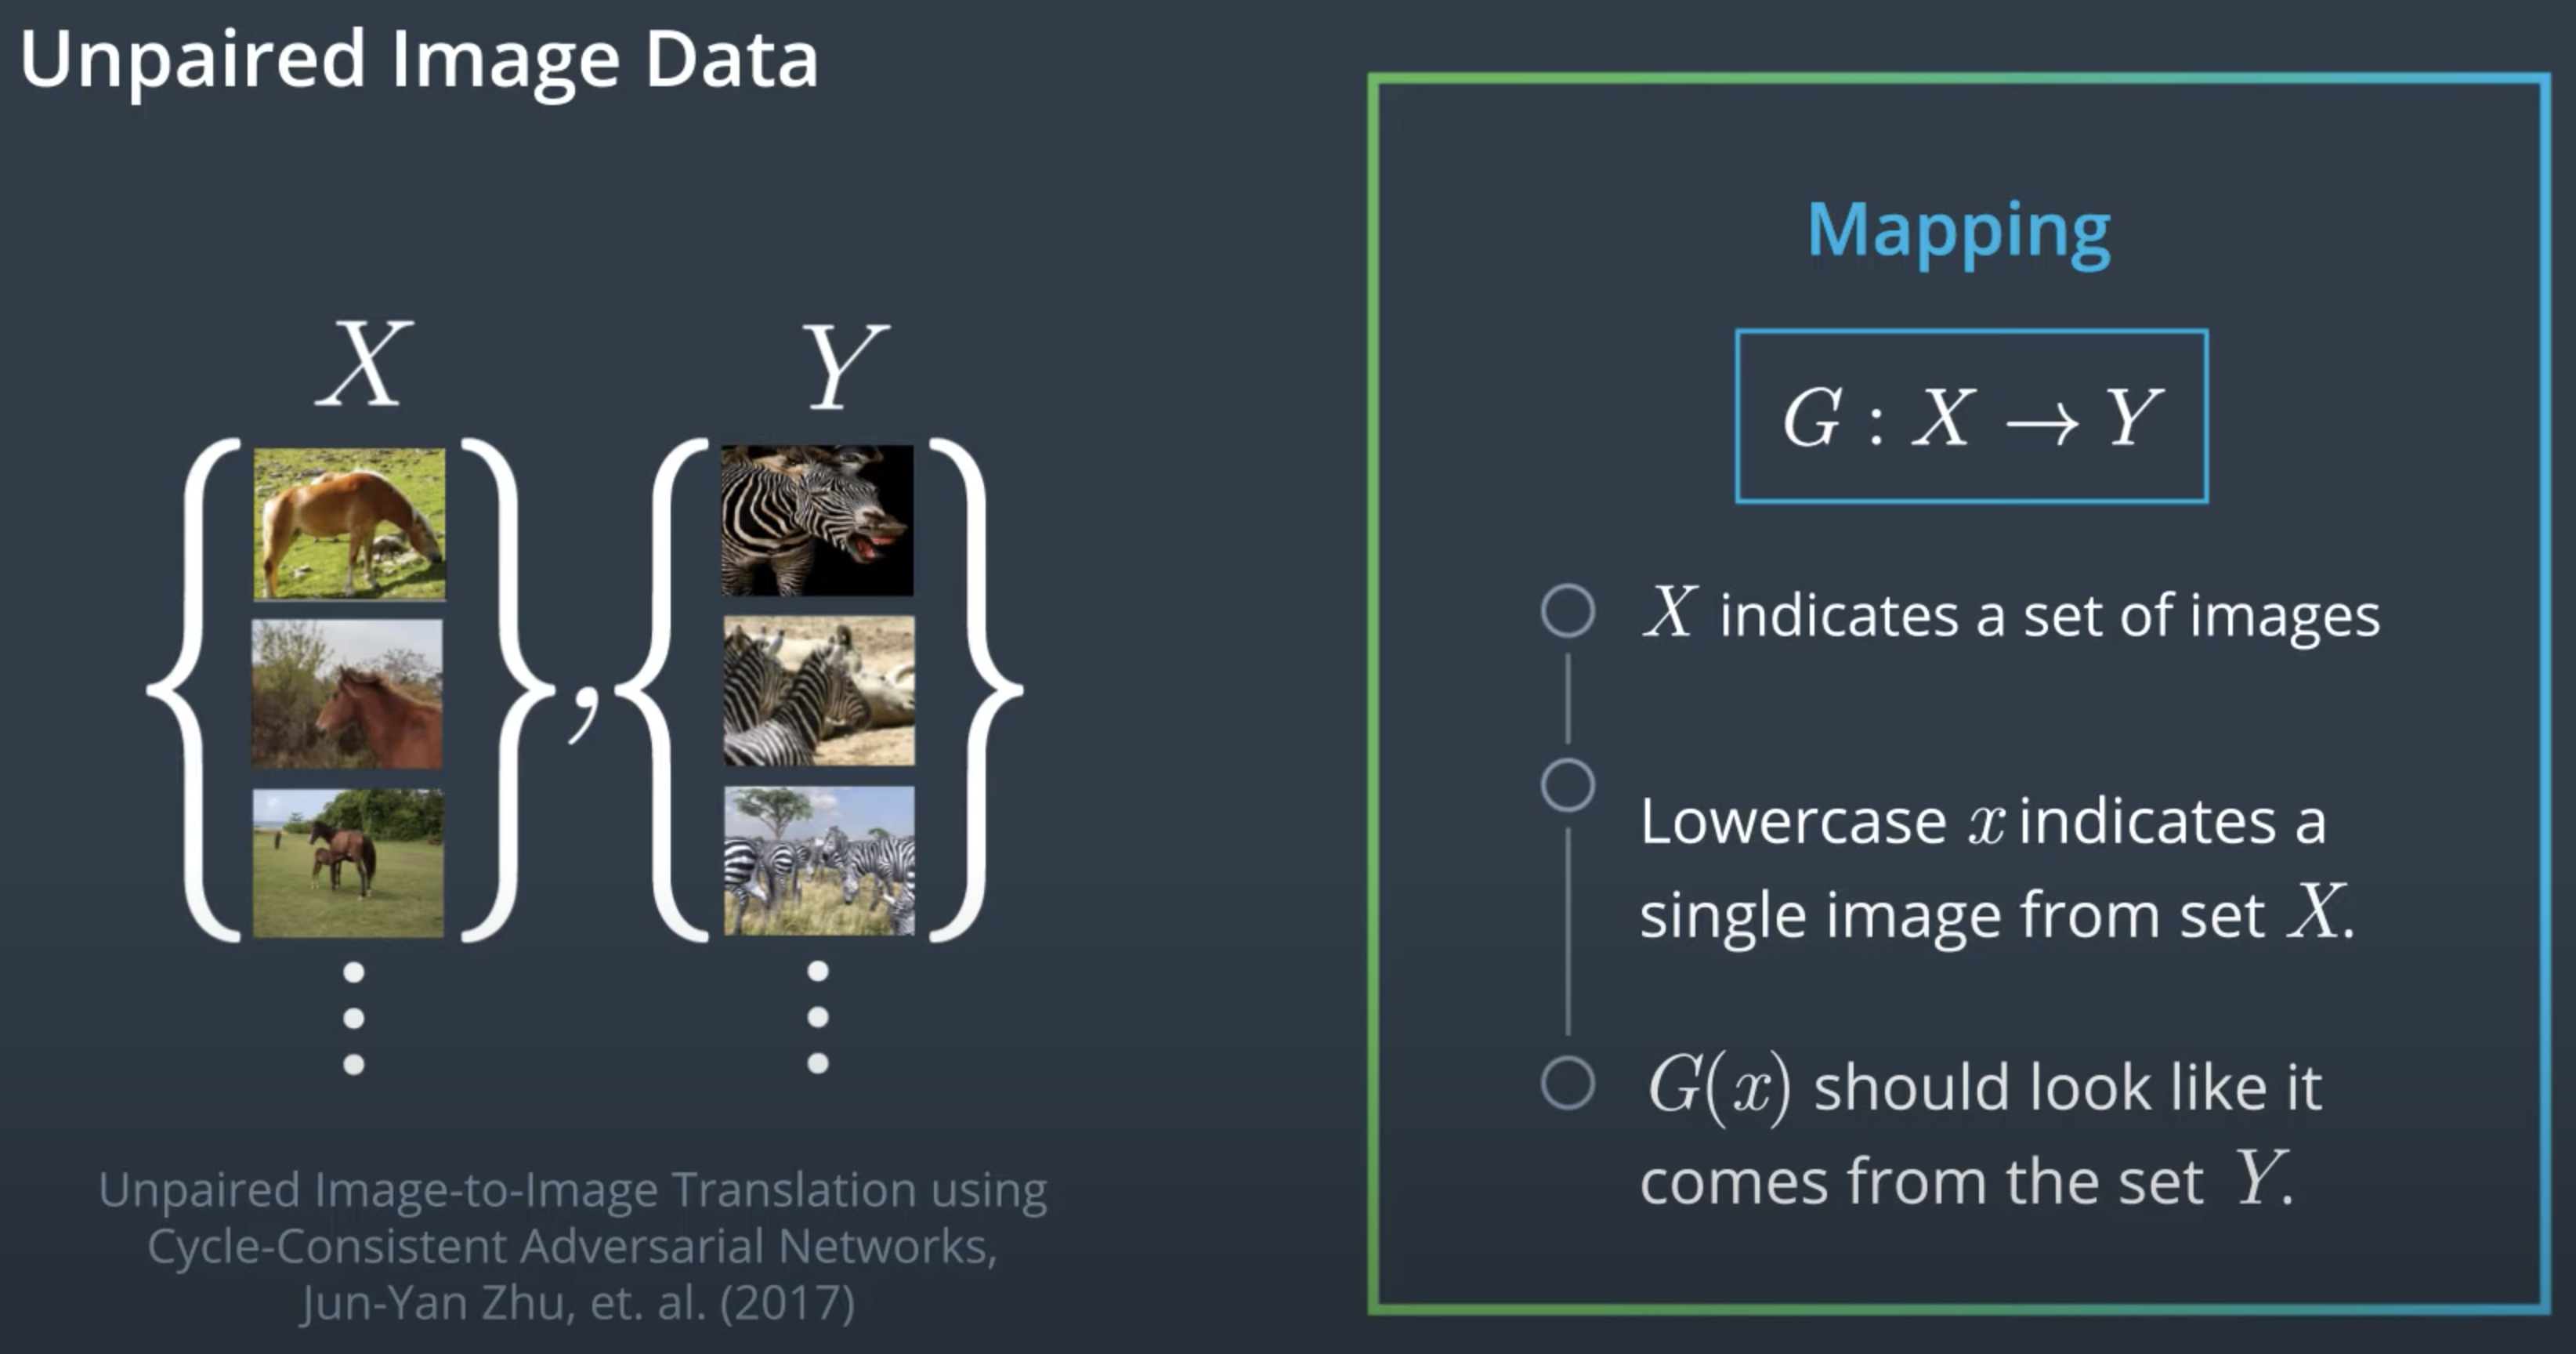 Unpaired Image Data
X
Y
{ } , { }
Unpaired Image-to-Image Translation using
Cycle-Consistent Adversarial Networks,
Jun-Yan Zhu, et. al. (2017)
Mapping
G : X → Y
X indicates a set of images
Lowercase x indicates a
single image from set X.
G(x) should look like it
comes from the set Y.